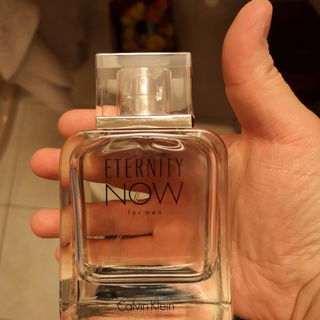 ETERNITY
NOW
for men
Calvin Klein